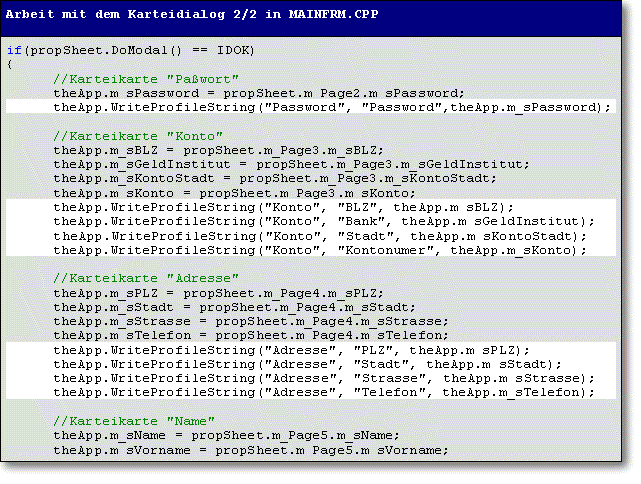 Arbeit mit dem Karteidialog 2/2 in MAINFRM.CPP
if(propSheet.DoModal() == IDOK)
{
//Karteikarte "Paßwort"
theApp.m_sPassword = propSheet.m_Page2.m_sPassword;
theApp.WriteProfileString("Password", "Password",theApp.m_sPassword);
//Karteikarte "Konto"
theApp.m_sBLZ = propSheet.m_Page3.m_sBLZ;
theApp.m_sGeldInstitut = propSheet.m_Page3.m_sGeldInstitut;
theApp.m_sKontoStadt = propSheet.m_Page3.m_sKontoStadt;
theApp.m_sKonto = propSheet.m_Page3.m_sKonto;
theApp.WriteProfileString("Konto", "BLZ", theApp.m_sBLZ);
theApp.WriteProfileString("Konto", "Bank", theApp.m_sGeldInstitut);
theApp.WriteProfileString("Konto", "Stadt", theApp.m_sKontoStadt);
theApp.WriteProfileString("Konto", "Kontonumer", theApp.m_sKonto);
//Karteikarte "Adresse"
theApp.m_sPLZ = propSheet.m_Page4.m_sPLZ;
theApp.m_sStadt = propSheet.m_Page4.m_sStadt;
theApp.m_sStrasse = propSheet.m_Page4.m_sStrasse;
theApp.m_sTelefon = propSheet.m_Page4.m_sTelefon;
theApp.WriteProfileString("Adresse", "PLZ", theApp.m_sPLZ);
theApp.WriteProfileString("Adresse", "Stadt", theApp.m_sStadt);
theApp.WriteProfileString("Adresse", "Strasse", theApp.m_sStrasse);
theApp.WriteProfileString("Adresse", "Telefon", theApp.m_sTelefon);
//Karteikarte "Name"
theApp.m_sName = propSheet.m_Page5.m_sName;
theApp.m_sVorname = propSheet.m_Page5.m_sVorname;